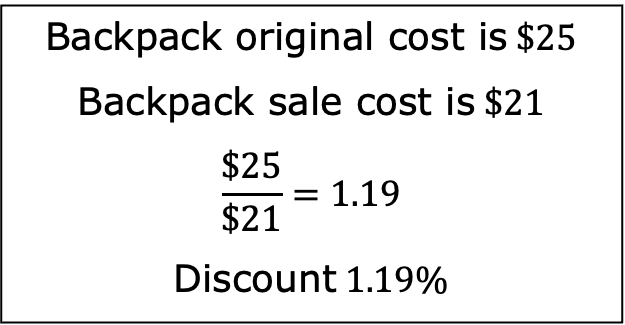 Backpack original cost is $25
Backpack sale cost is $21
$25
$21
= 1.19
Discount 1.19%